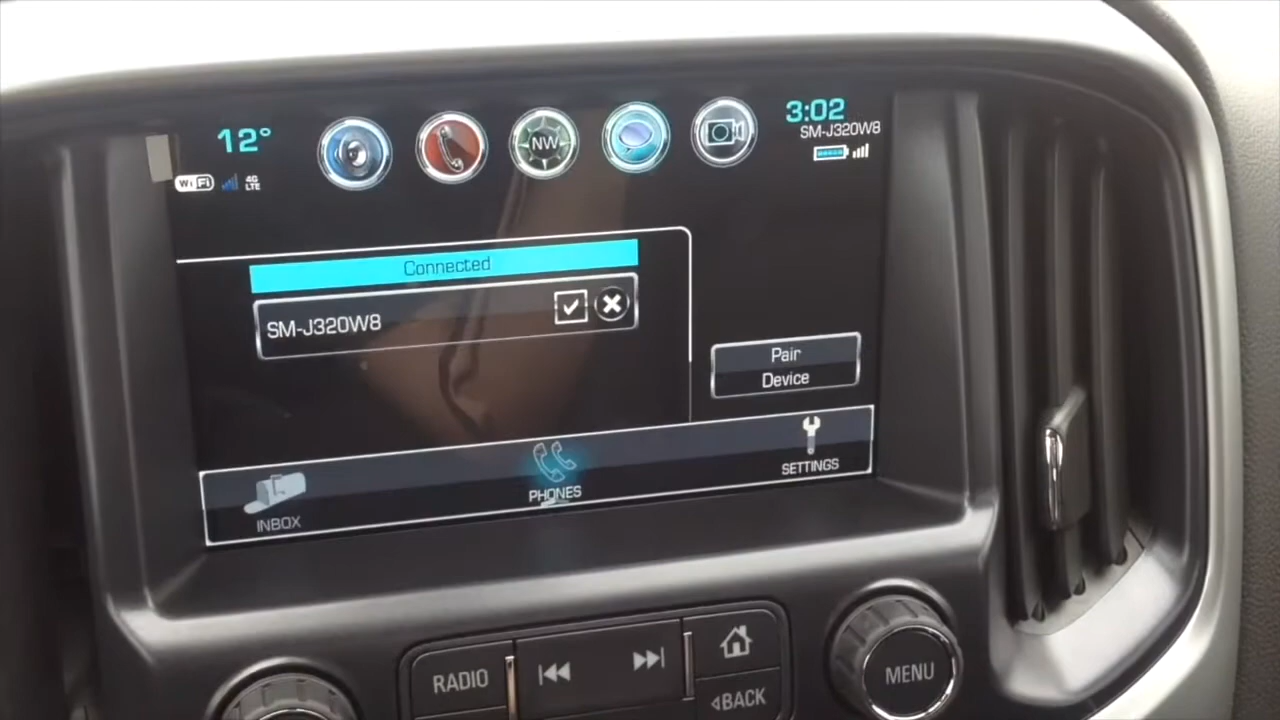 12°
NW
3:02
SM-J320W8
WiFi
4G
LTE
Connected
SM-J320W8
Pair
Device
INBOX
PHONES
SETTINGS
RADIO
BACK
MENU